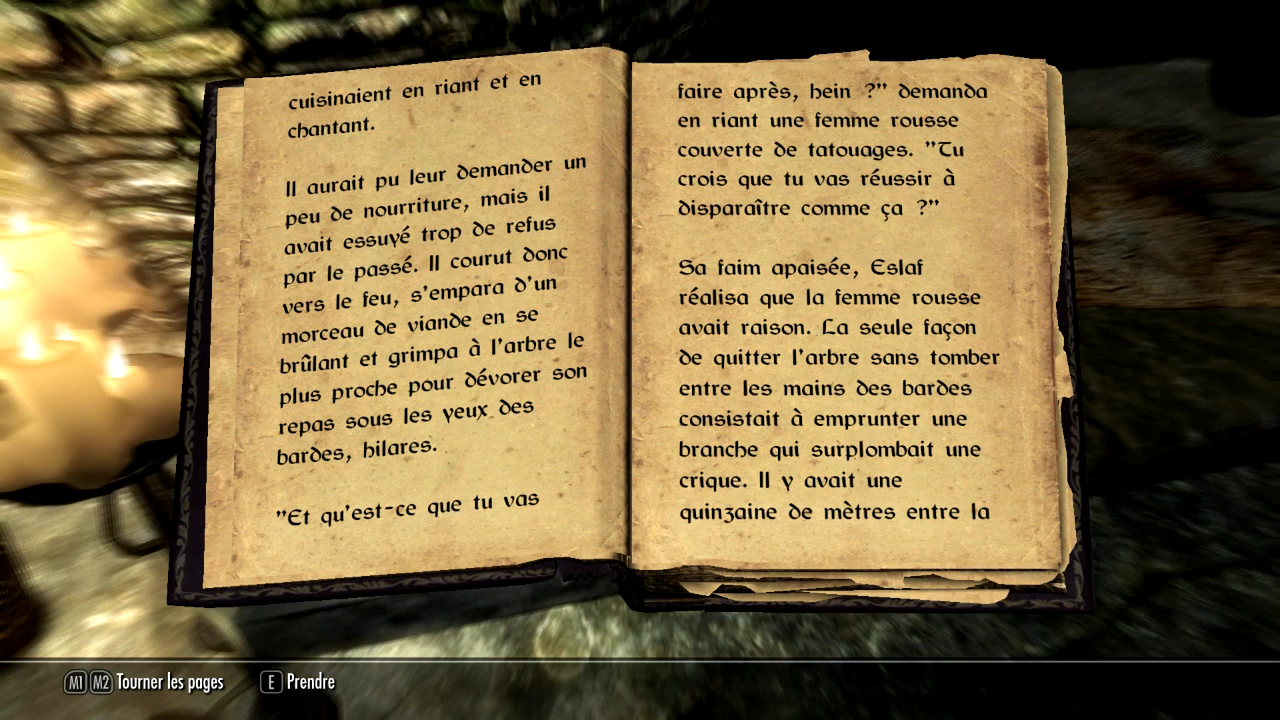 cuisinaient en riant et en
chantant.
Il aurait pu leur demander un
peu de nourriture, mais il
avait essuyé trop de refus
par le passé. Il courut donc
vers le feu, s'empara d'un
morceau de viande en se
brûlant et grimpa à l'arbre le
plus proche pour dévorer son
repas sous les yeux des
bardes, hilares.
"Et qu'est-ce que tu vas
faire après, hein ?" demanda
en riant une femme rousse
couverte de tatouages. "Tu
crois que tu vas réussir à
disparaître comme ça ?"
Sa faim apaisée, Eslaf
réalisa que la femme rousse
avait raison. La seule façon
de quitter l'arbre sans tomber
entre les mains des bardes
consistait à emprunter une
branche qui surplombait une
crique. Il y avait une
quinzaine de mètres entre la
M1 M2 Tourner les pages E Prendre